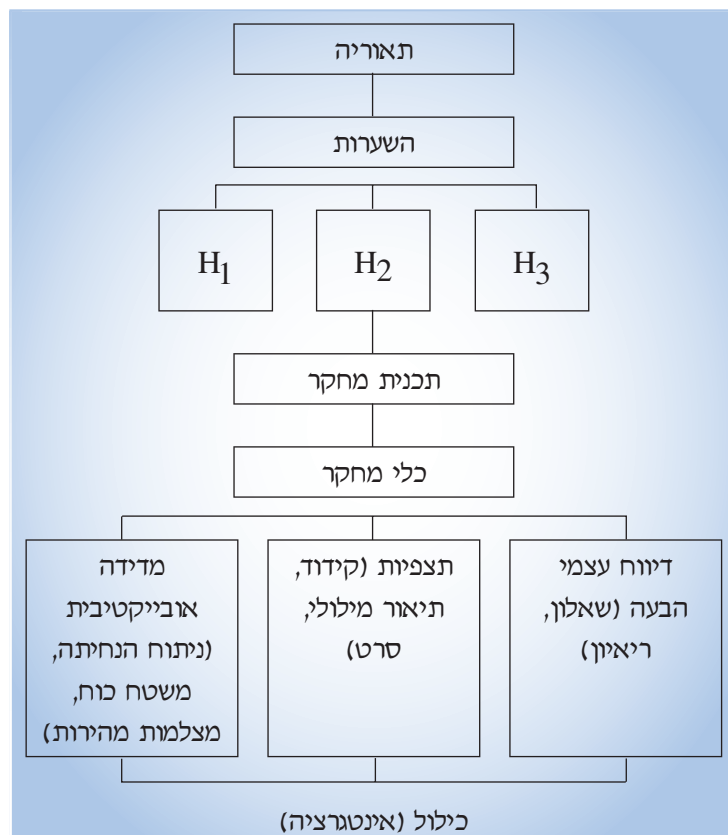 תאוריה
השערות
H1
H2
H3
תכנית מחקר
כלי מחקר
דיווח עצמי
הבעה (שאלון,
ריאיון)
תצפיות (קידוד,
תיאור מילולי,
סרט)
מדידה
אובייקטיבית
(ניתוח הנחיתה,
משטח כוח,
מצלמות מהירות)
כילול (אינטגרציה)